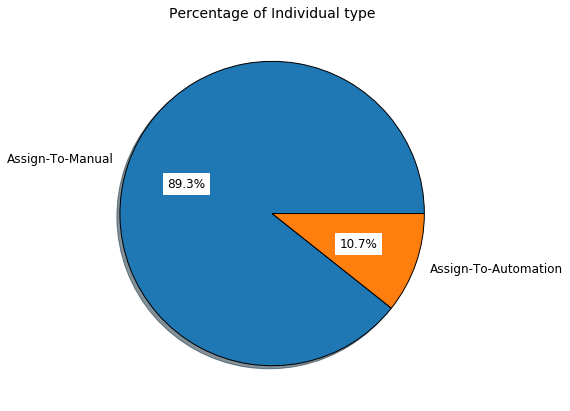 Percentage of Individual type
Assign-To-Manual
89.3%
10.7%
Assign-To-Automation